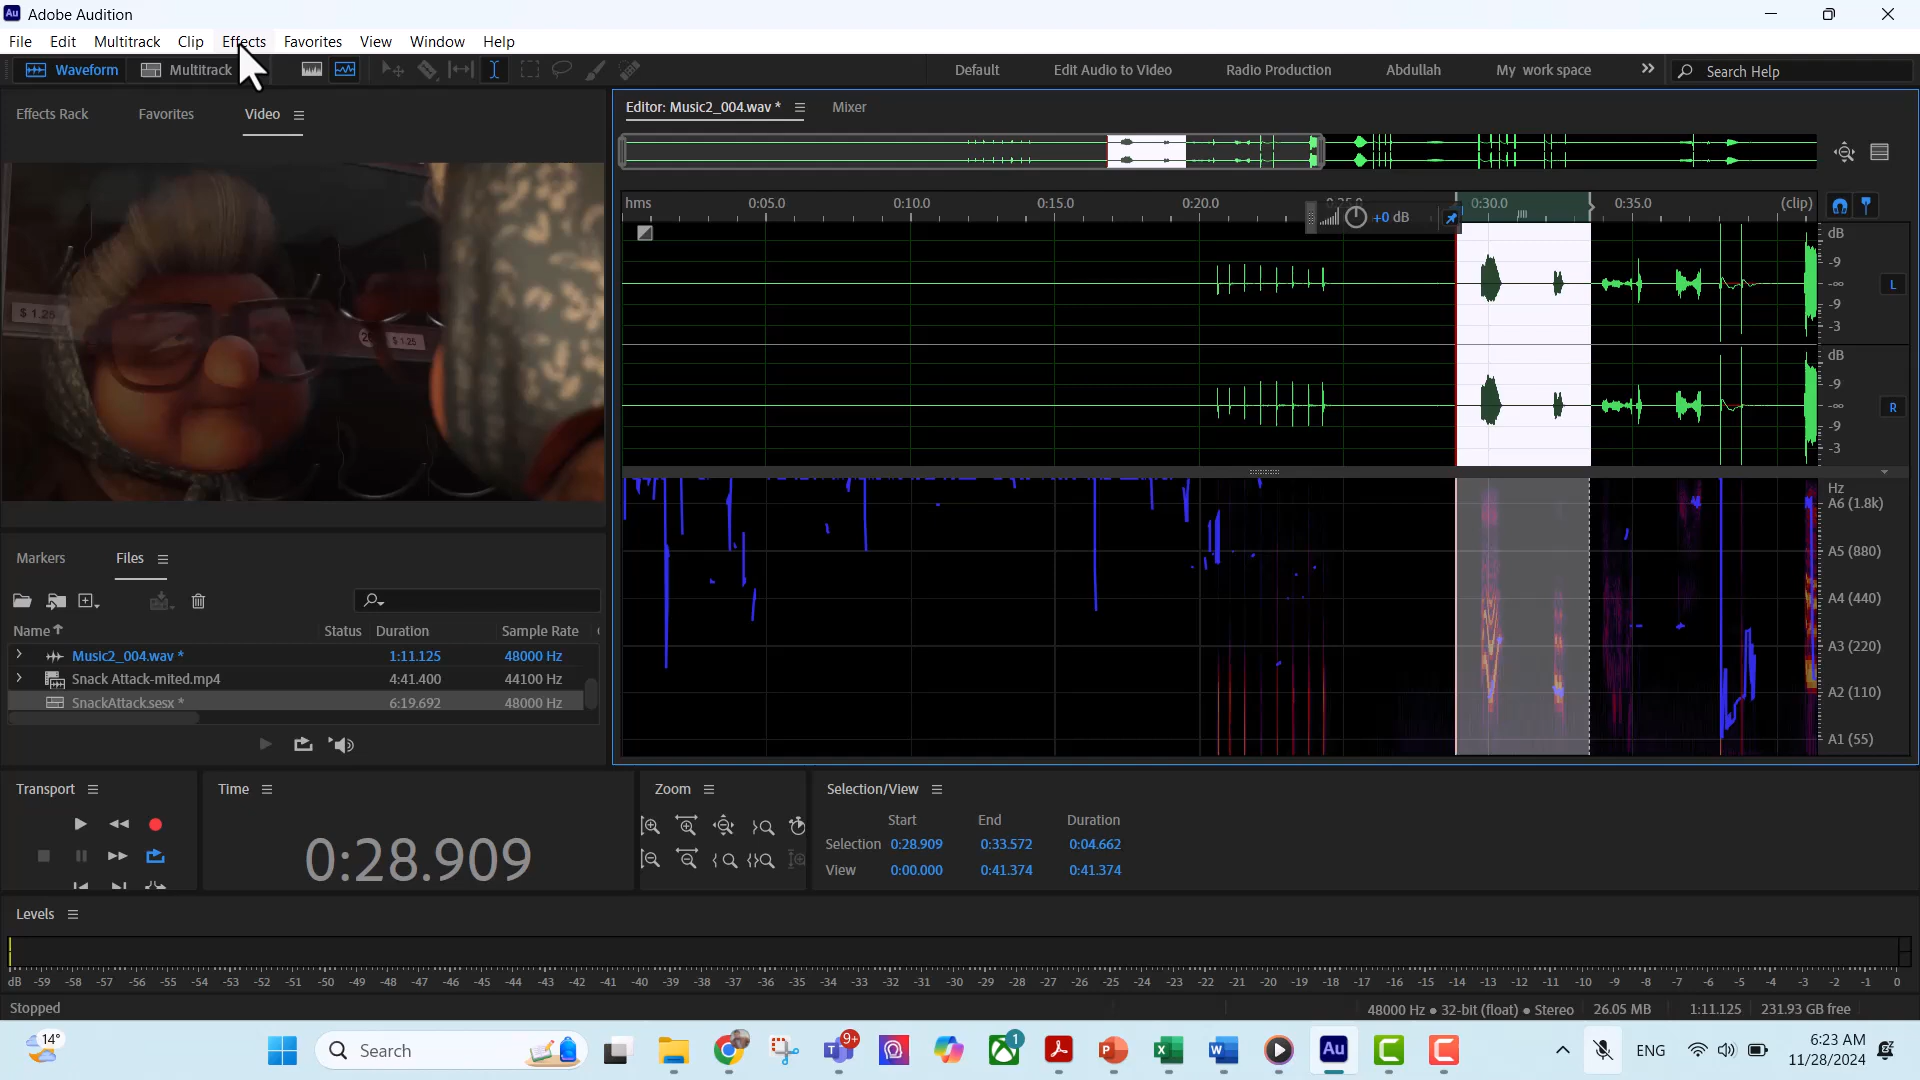 Adobe Audition
File Edit Multitrack Clip Effects Favorites View Window Help
Waveform Multitrack Default Edit Audio to Video Radio Production Abdullah My work space » Search Help
Effects Rack Favorites Video
Editor: Music2_004.wav * Mixer
hms 0:05.0 0:10.0 0:15.0 0:20.0 0:25.0 0:30.0 0:35.0 (clip)
+0 dB
dB
-9
-∞
-9
-3
L
dB
-9
-∞
-9
-3
R
$ 1.25
$ 1.25
Hz
A6 (1.8k)
A5 (880)
A4 (440)
A3 (220)
A2 (110)
A1 (55)
Markers Files
Name Status Duration Sample Rate
Music2_004.wav * 1:11.125 48000 Hz
Snack Attack-mited.mp4 4:41.400 44100 Hz
SnackAttack.sesx * 6:19.692 48000 Hz
Transport Time Zoom Selection/View
0:28.909
Start End Duration
Selection 0:28.909 0:33.572 0:04.662
View 0:00.000 0:41.374 0:41.374
Levels
dB -59 -58 -57 -56 -55 -54 -53 -52 -51 -50 -49 -48 -47 -46 -45 -44 -43 -42 -41 -40 -39 -38 -37 -36 -35 -34 -33 -32 -31 -30 -29 -28 -27 -26 -25 -24 -23 -22 -21 -20 -19 -18 -17 -16 -15 -14 -13 -12 -11 -10 -9 -8 -7 -6 -5 -4 -3 -2 -1 0
Stopped 48000 Hz • 32-bit (float) • Stereo 26.05 MB 1:11.125 231.93 GB free
14° Search 9+ 1 Au ENG 6:23 AM
11/28/2024